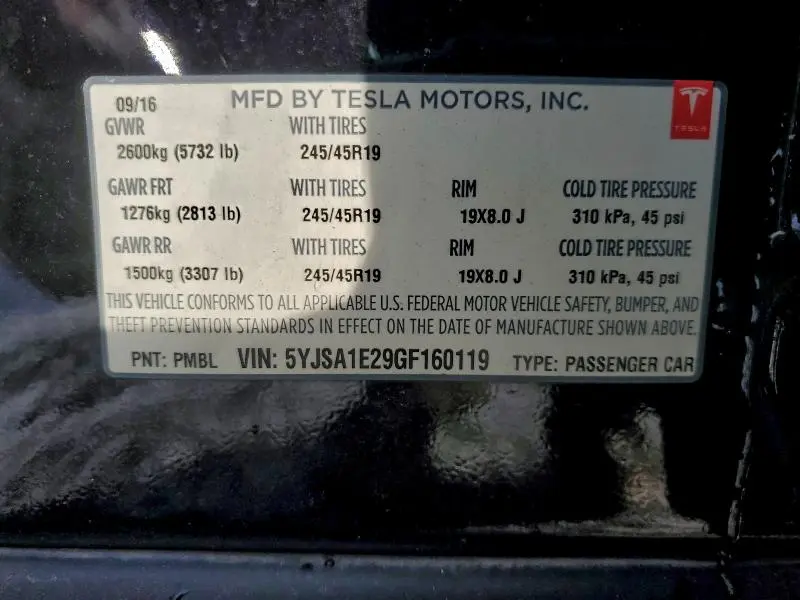 09/16 MFD BY TESLA MOTORS, INC.
TESLA
GVWR WITH TIRES
2600kg (5732 lb) 245/45R19
GAWR FRT WITH TIRES RIM COLD TIRE PRESSURE
1276kg (2813 lb) 245/45R19 19X8.0 J 310 kPa, 45 psi
GAWR RR WITH TIRES RIM COLD TIRE PRESSURE
1500kg (3307 lb) 245/45R19 19X8.0 J 310 kPa, 45 psi
THIS VEHICLE CONFORMS TO ALL APPLICABLE U.S. FEDERAL MOTOR VEHICLE SAFETY, BUMPER, AND
THEFT PREVENTION STANDARDS IN EFFECT ON THE DATE OF MANUFACTURE SHOWN ABOVE.
PNT: PMBL VIN: 5YJSA1E29GF160119 TYPE: PASSENGER CAR